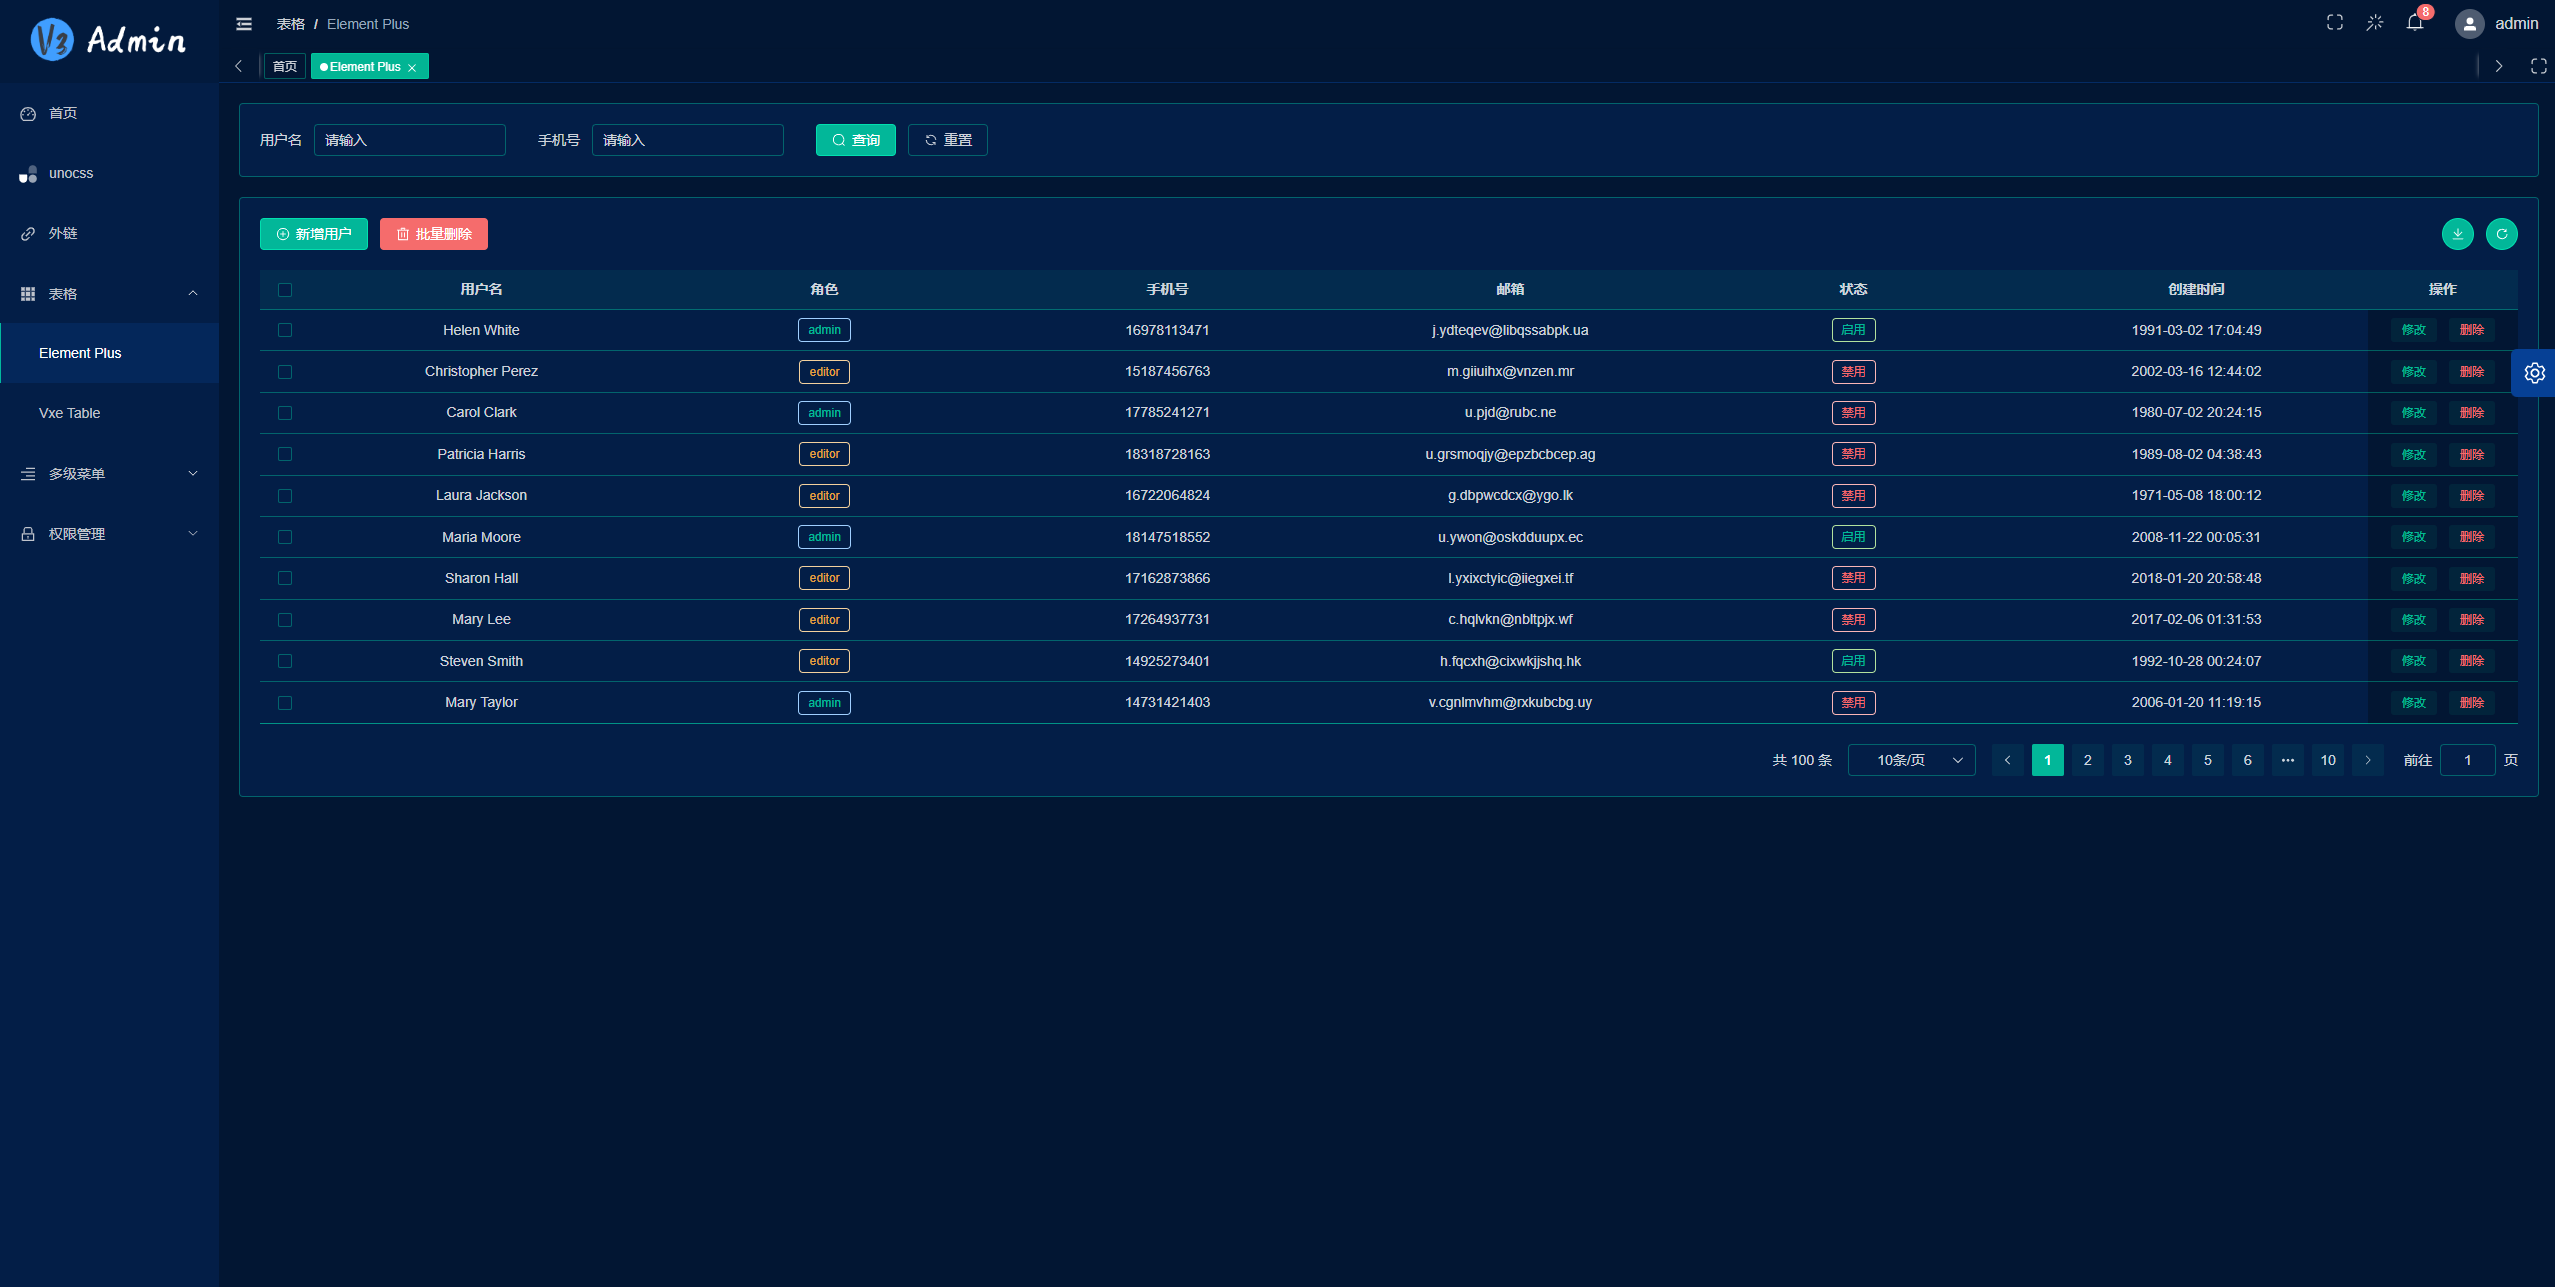 V3 Admin
表格 / Element Plus
8
admin
首页
Element Plus
首页
unocss
外链
表格
Element Plus
Vxe Table
多级菜单
权限管理
用户名 请输入 手机号 请输入 查询 重置
新增用户 批量删除
用户名 角色 手机号 邮箱 状态 创建时间 操作
Helen White admin 16978113471 j.ydteqev@libqssabpk.ua 启用 1991-03-02 17:04:49 修改 删除
Christopher Perez editor 15187456763 m.giiuihx@vnzen.mr 禁用 2002-03-16 12:44:02 修改 删除
Carol Clark admin 17785241271 u.pjd@rubc.ne 禁用 1980-07-02 20:24:15 修改 删除
Patricia Harris editor 18318728163 u.grsmoqjy@epzbcbcep.ag 禁用 1989-08-02 04:38:43 修改 删除
Laura Jackson editor 16722064824 g.dbpwcdcx@ygo.lk 禁用 1971-05-08 18:00:12 修改 删除
Maria Moore admin 18147518552 u.ywon@oskdduupx.ec 启用 2008-11-22 00:05:31 修改 删除
Sharon Hall editor 17162873866 l.yxixctyic@iiegxei.tf 禁用 2018-01-20 20:58:48 修改 删除
Mary Lee editor 17264937731 c.hqlvkn@nbltpjx.wf 禁用 2017-02-06 01:31:53 修改 删除
Steven Smith editor 14925273401 h.fqcxh@cixwkjjshq.hk 启用 1992-10-28 00:24:07 修改 删除
Mary Taylor admin 14731421403 v.cgnlmvhm@rxkubcbg.uy 禁用 2006-01-20 11:19:15 修改 删除
共 100 条 10条/页 1 2 3 4 5 6 ••• 10 前往 1 页